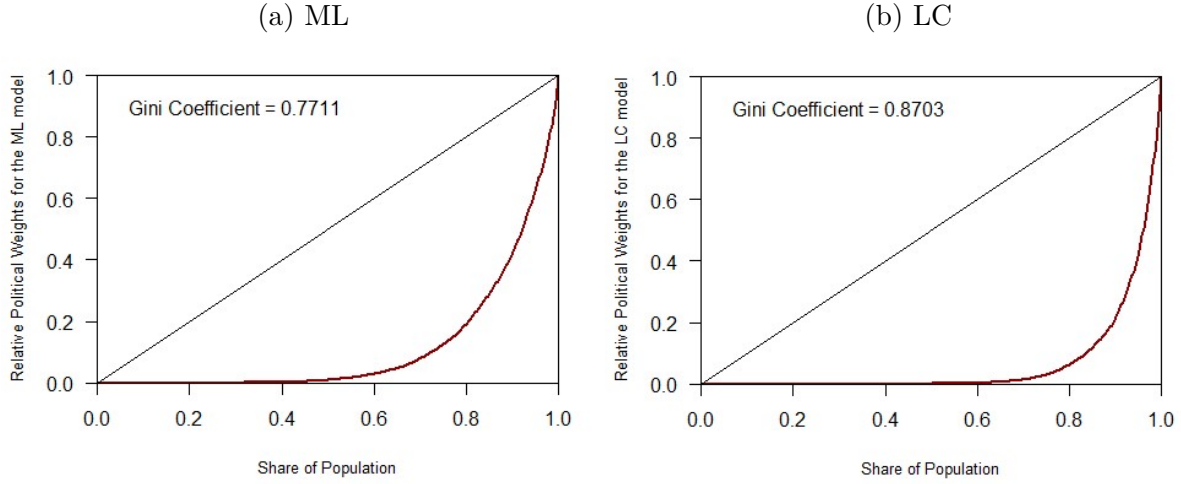 (a) ML
(b) LC
Gini Coefficient = 0.7711
Relative Political Weights for the ML model
1.0
0.8
0.6
0.4
0.2
0.0
0.0 0.2 0.4 0.6 0.8 1.0
Share of Population
Gini Coefficient = 0.8703
Relative Political Weights for the LC model
1.0
0.8
0.6
0.4
0.2
0.0
0.0 0.2 0.4 0.6 0.8 1.0
Share of Population